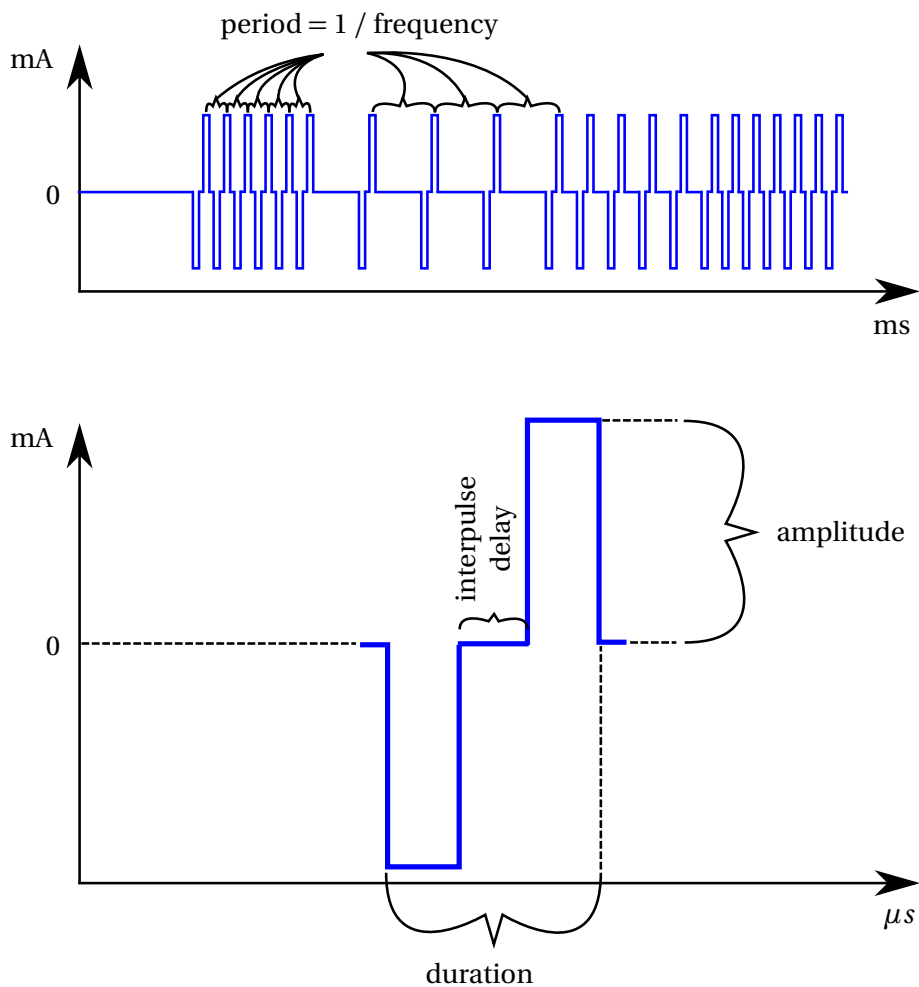 period = 1 / frequency
mA
0
ms
mA
interpulse
delay
amplitude
0
μs
duration